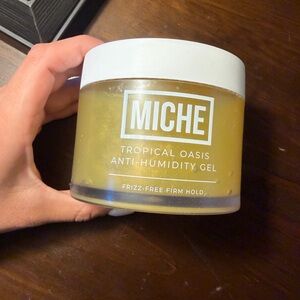 MICHE
TROPICAL OASIS
ANTI-HUMIDITY GEL
FRIZZ-FREE FIRM HOLD